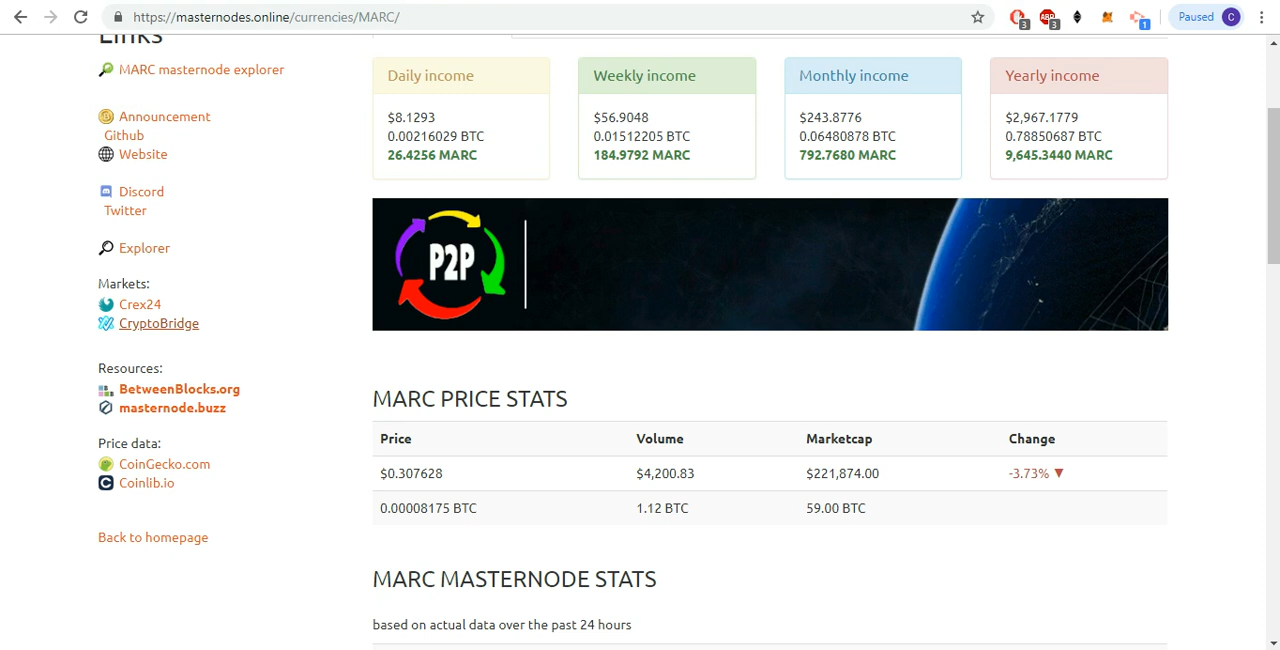 https://masternodes.online/currencies/MARC/
3
ABP
3
1
Paused
C
Links
MARC masternode explorer
Announcement
Github
Website
Discord
Twitter
Explorer
Markets:
Crex24
CryptoBridge
Resources:
BetweenBlocks.org
masternode.buzz
Price data:
CoinGecko.com
Coinlib.io
Back to homepage
Daily income
$8.1293
0.00216029 BTC
26.4256 MARC
Weekly income
$56.9048
0.01512205 BTC
184.9792 MARC
Monthly income
$243.8776
0.06480878 BTC
792.7680 MARC
Yearly income
$2,967.1779
0.78850687 BTC
9,645.3440 MARC
P2P
MARC PRICE STATS
Price Volume Marketcap Change
$0.307628 $4,200.83 $221,874.00 -3.73% ▼
0.00008175 BTC 1.12 BTC 59.00 BTC
MARC MASTERNODE STATS
based on actual data over the past 24 hours